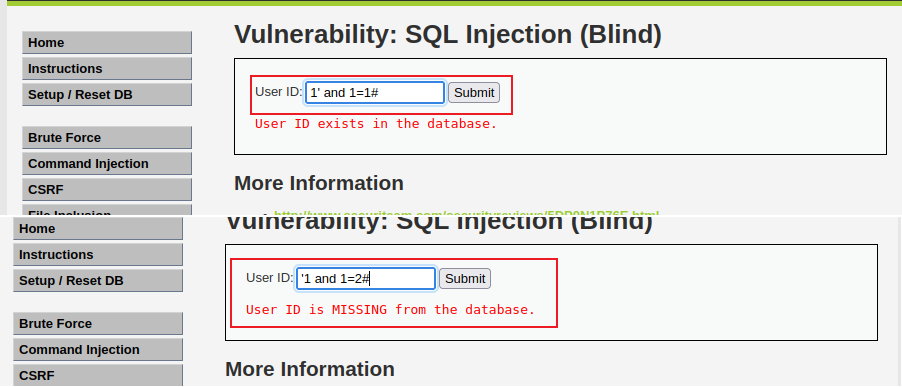 Vulnerability: SQL Injection (Blind)
Home
Instructions
Setup / Reset DB
Brute Force
Command Injection
CSRF
File Inclusion
User ID: 1' and 1=1# Submit
User ID exists in the database.
More Information
Vulnerability: SQL Injection (Blind)
Home
Instructions
Setup / Reset DB
Brute Force
Command Injection
CSRF
User ID: '1 and 1=2# Submit
User ID is MISSING from the database.
More Information